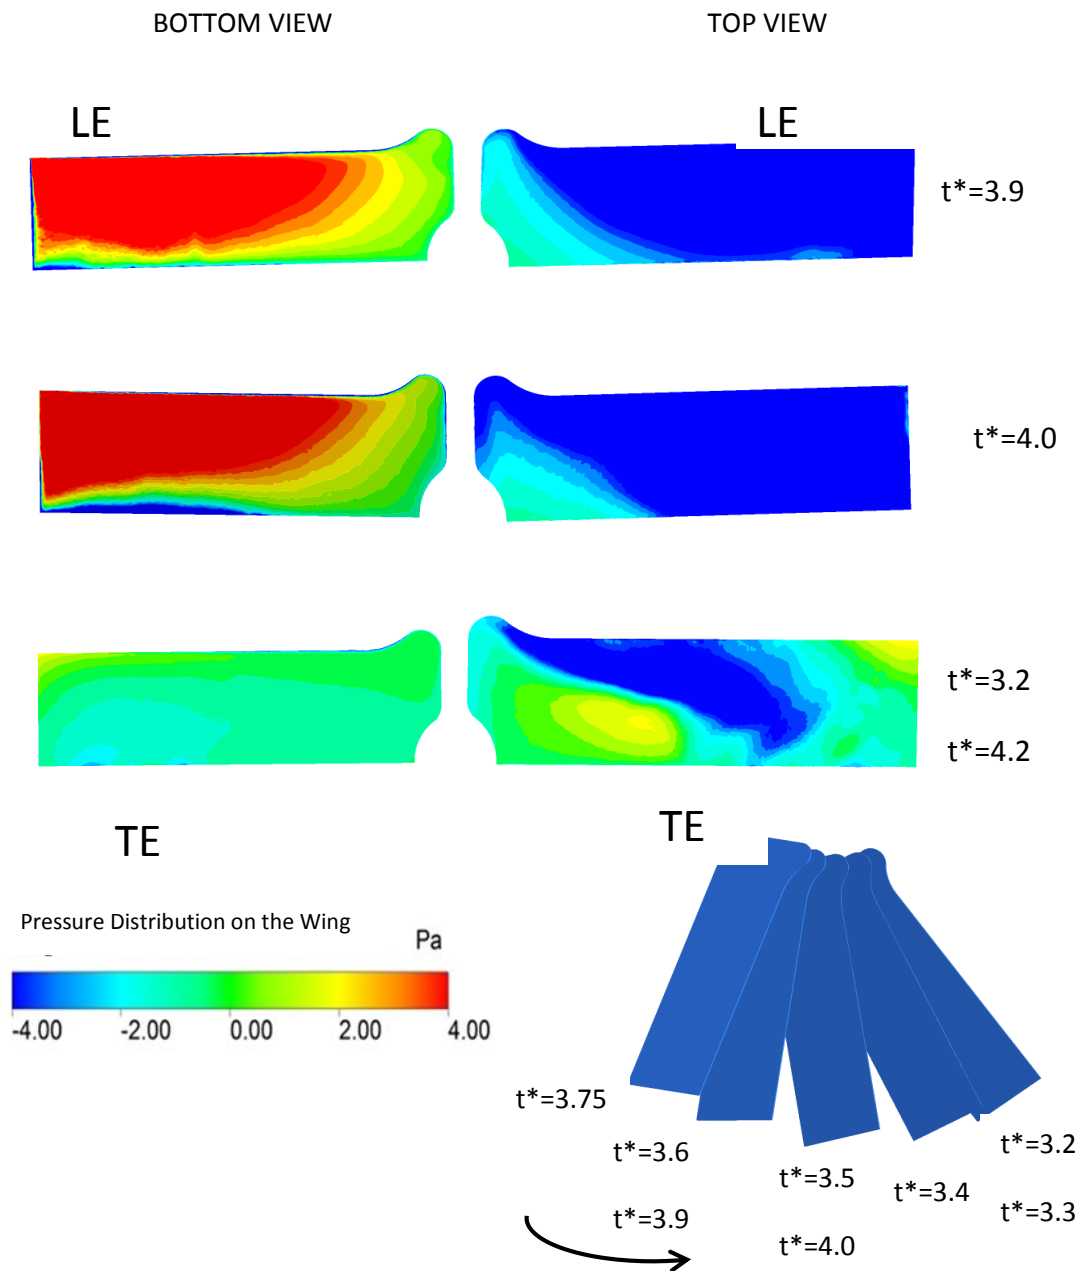 BOTTOM VIEW
TOP VIEW
LE
LE
t*=3.9
t*=4.0
t*=3.2
t*=4.2
TE
TE
Pressure Distribution on the Wing
Pa
-4.00 -2.00 0.00 2.00 4.00
t*=3.75
t*=3.6
t*=3.5
t*=3.4
t*=3.2
t*=3.3
t*=3.9
t*=4.0